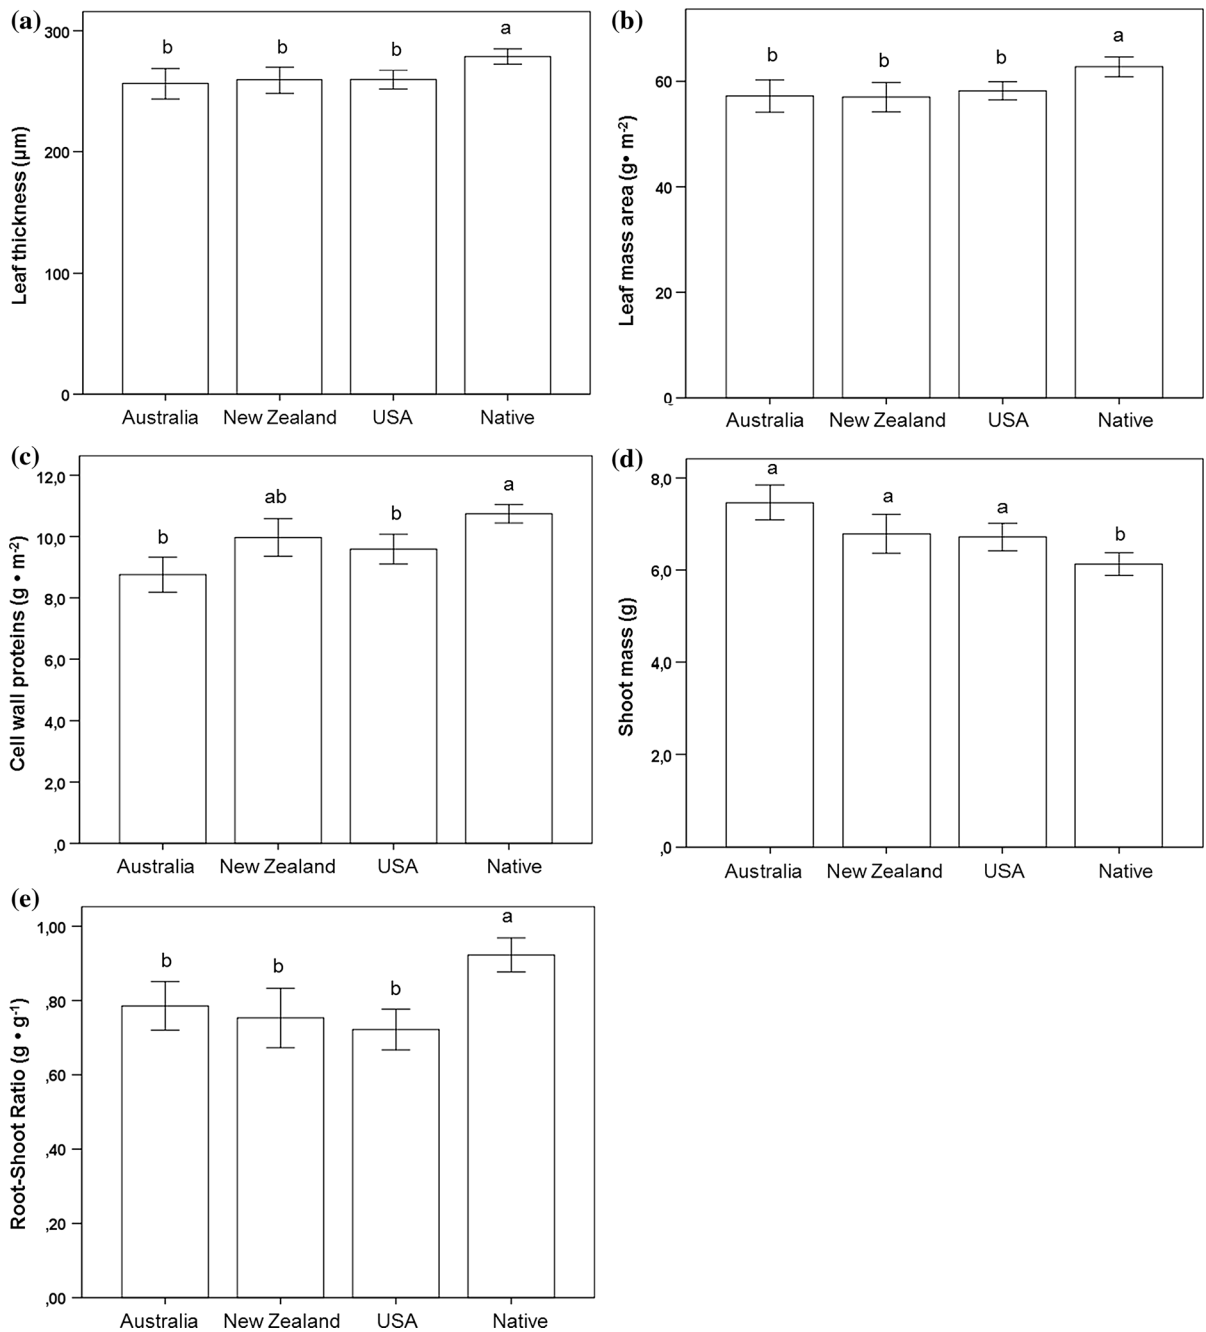 (a)
300
200
100
0
Leaf thickness (µm)
b b b a
Australia New Zealand USA Native
(b)
60
40
20
0
Leaf mass area (g• m-2)
b b b a
Australia New Zealand USA Native
(c)
12,0
10,0
8,0
6,0
4,0
2,0
,0
Cell wall proteins (g • m-2)
b ab b a
Australia New Zealand USA Native
(d)
8,0
6,0
4,0
2,0
,0
Shoot mass (g)
a a a b
Australia New Zealand USA Native
(e)
1,00
,80
,60
,40
,20
,00
Root-Shoot Ratio (g • g-1)
b b b a
Australia New Zealand USA Native